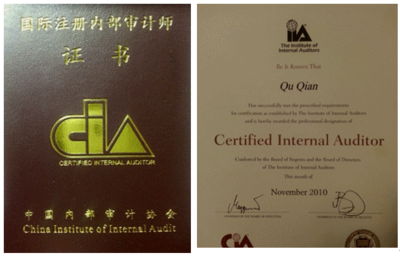 国际注册内部审计师
证书
CIA
CERTIFIED INTERNAL AUDITOR
中国内部审计协会
China Institute of Internal Audit
IIA
The Institute of
Internal Auditors
Be It Known That
Qu Qian
Has successfully met the prescribed requirements
for certification as established by The Institute of Internal Auditors
and is hereby awarded the professional designation of
Certified Internal Auditor
Conferred by the Board of Regents and the Board of Directors
of The Institute of Internal Auditors
This month of
November 2010
CIA